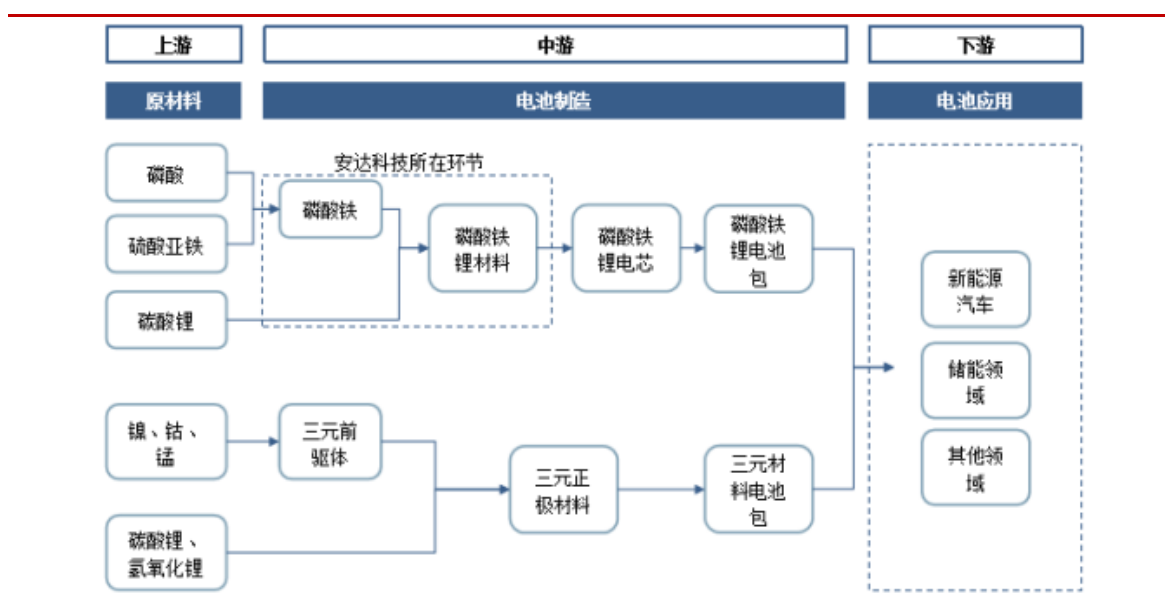 上游
中游
下游
原材料
电池制造
电池应用
安达科技所在环节
磷酸
硫酸亚铁
碳酸锂
磷酸铁
磷酸铁
锂材料
磷酸铁
锂电芯
磷酸铁
锂电池
包
镍、钴、
锰
碳酸锂、
氢氧化锂
三元前
驱体
三元正
极材料
三元材
料电池
包
新能源
汽车
储能领
域
其他领
域